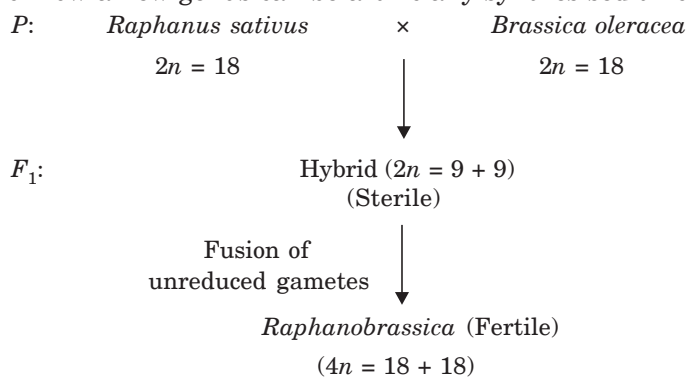 P: Raphanus sativus × Brassica oleracea
2n = 18 2n = 18
F1: Hybrid (2n = 9 + 9)
(Sterile)
Fusion of
unreduced gametes
Raphanobrassica (Fertile)
(4n = 18 + 18)